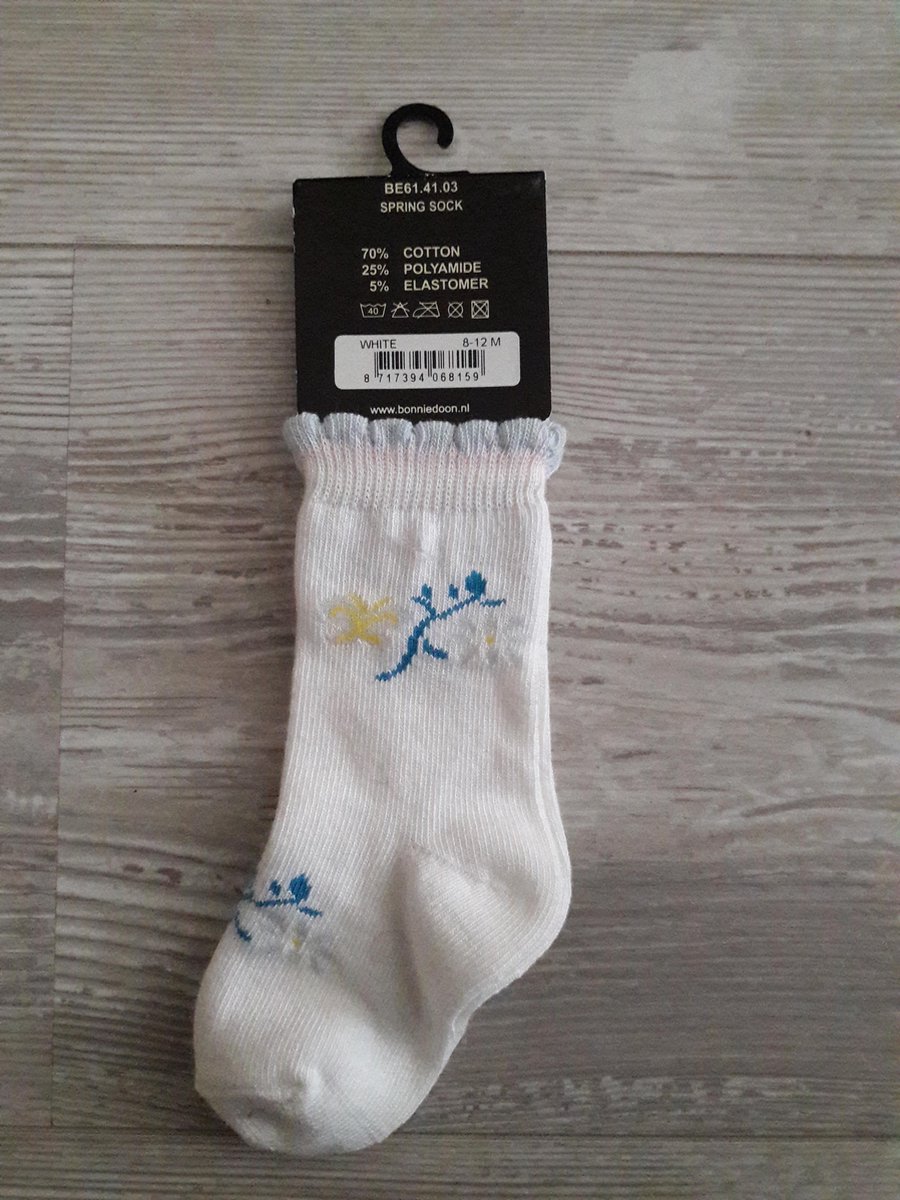 BE61.41.03
SPRING SOCK
70% COTTON
25% POLYAMIDE
5% ELASTOMER
40
WHITE 8-12 M
8 717394 068159
www.bonniedoon.nl